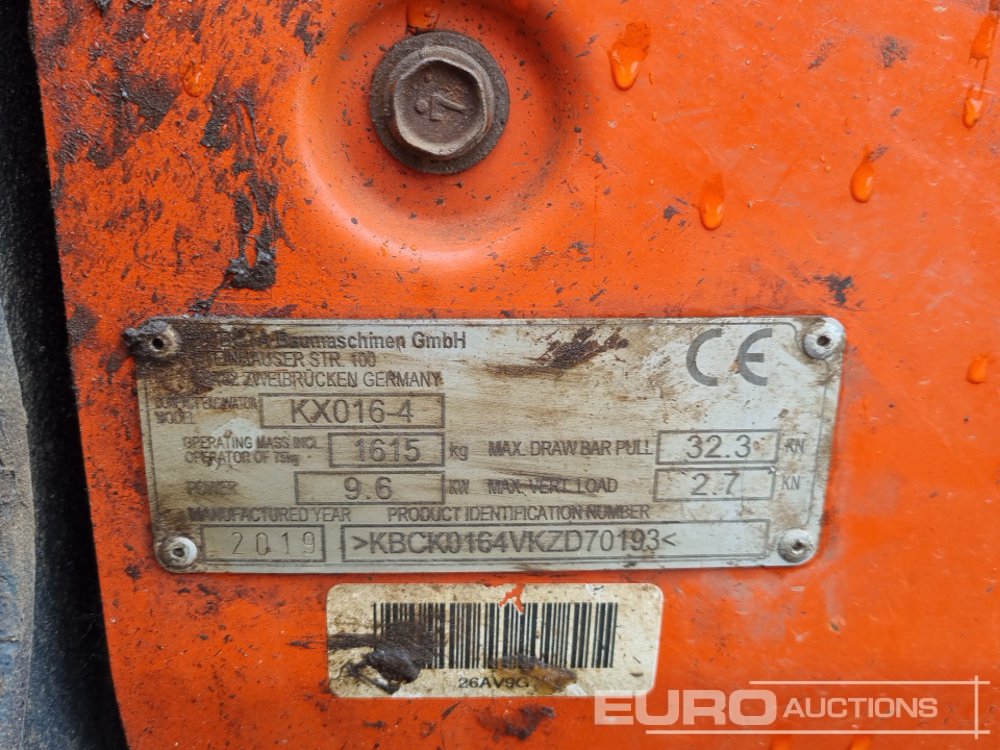 Baumaschinen GmbH
STR. 100
ZWEIBRÜCKEN GERMANY
MODEL KX016-4
OPERATING MASS INCL. OPERATOR OF 75kg 1615 kg MAX. DRAW BAR PULL 32.3 KN
POWER 9.6 KW MAX. VERT. LOAD 2.7 KN
MANUFACTURED YEAR PRODUCT IDENTIFICATION NUMBER
2019 >KBCK0164VKZD70193<
CE
26AV9G
EURO AUCTIONS